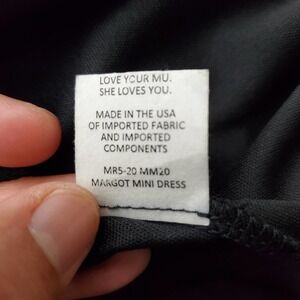 LOVE YOUR MU.
SHE LOVES YOU.
MADE IN THE USA
OF IMPORTED FABRIC
AND IMPORTED
COMPONENTS
MR5-20 MM20
MARGOT MINI DRESS